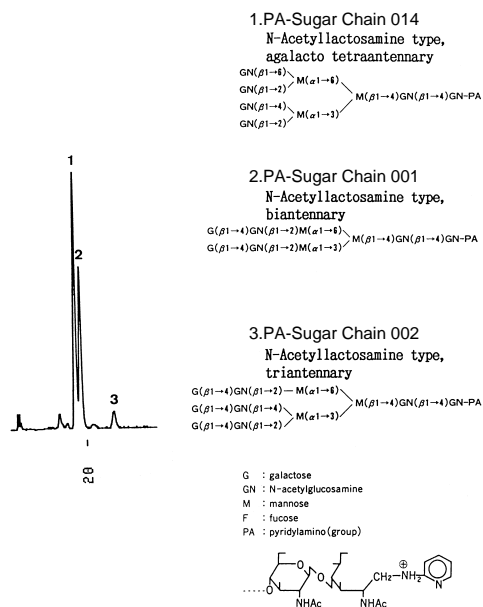 1.PA-Sugar Chain 014
N-Acetyllactosamine type,
agalacto tetraantennary
GN(β1→6)
M(α1→6)
GN(β1→2)
M(β1→4)GN(β1→4)GN-PA
GN(β1→4)
M(α1→3)
GN(β1→2)
2.PA-Sugar Chain 001
N-Acetyllactosamine type,
biantennary
G(β1→4)GN(β1→2)M(α1→6)
M(β1→4)GN(β1→4)GN-PA
G(β1→4)GN(β1→2)M(α1→3)
3.PA-Sugar Chain 002
N-Acetyllactosamine type,
triantennary
G(β1→4)GN(β1→2)—M(α1→6)
M(β1→4)GN(β1→4)GN-PA
G(β1→4)GN(β1→4)
M(α1→3)
G(β1→4)GN(β1→2)
1
2
3
20
G : galactose
GN : N-acetylglucosamine
M : mannose
F : fucose
PA : pyridylamino(group)
O
O
O
CH2-NH2
⊕
N
O
NHAc
NHAc